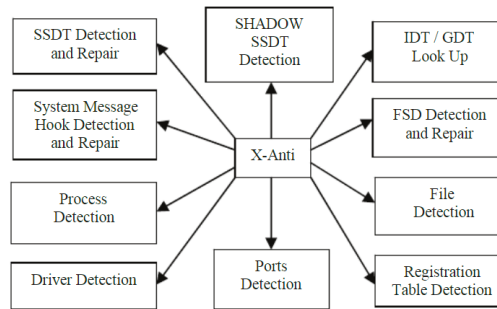 SSDT Detection
and Repair
SHADOW
SSDT
Detection
IDT / GDT
Look Up
System Message
Hook Detection
and Repair
FSD Detection
and Repair
X-Anti
Process
Detection
File
Detection
Driver Detection
Ports
Detection
Registration
Table Detection